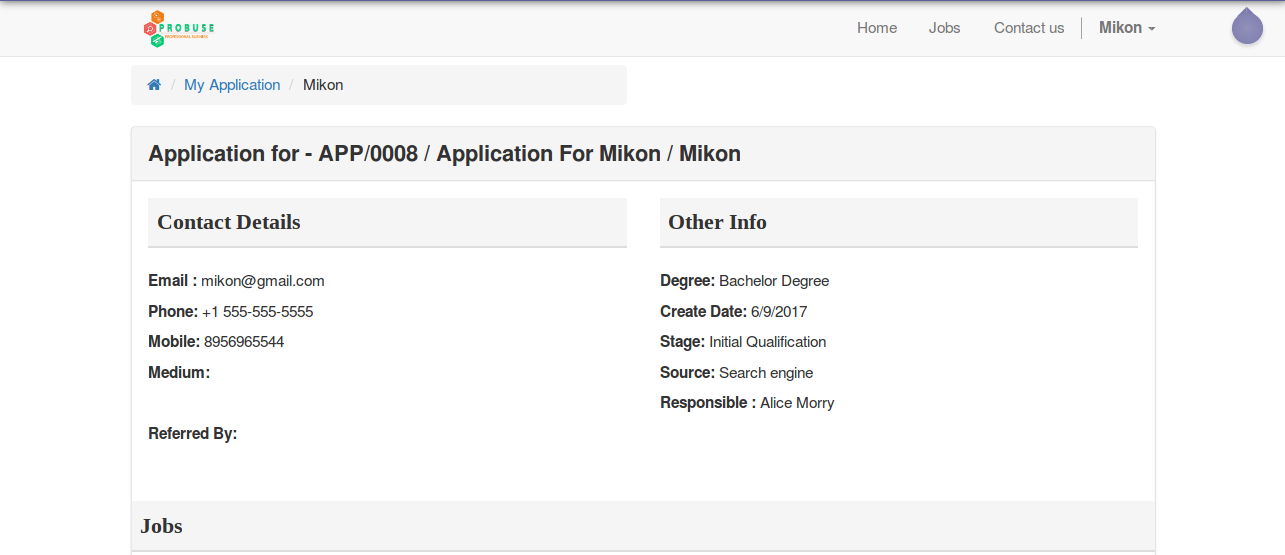 PROBUSE
Home Jobs Contact us Mikon
/ My Application / Mikon
Application for - APP/0008 / Application For Mikon / Mikon
Contact Details
Email : mikon@gmail.com
Phone: +1 555-555-5555
Mobile: 8956965544
Medium:
Referred By:
Other Info
Degree: Bachelor Degree
Create Date: 6/9/2017
Stage: Initial Qualification
Source: Search engine
Responsible : Alice Morry
Jobs